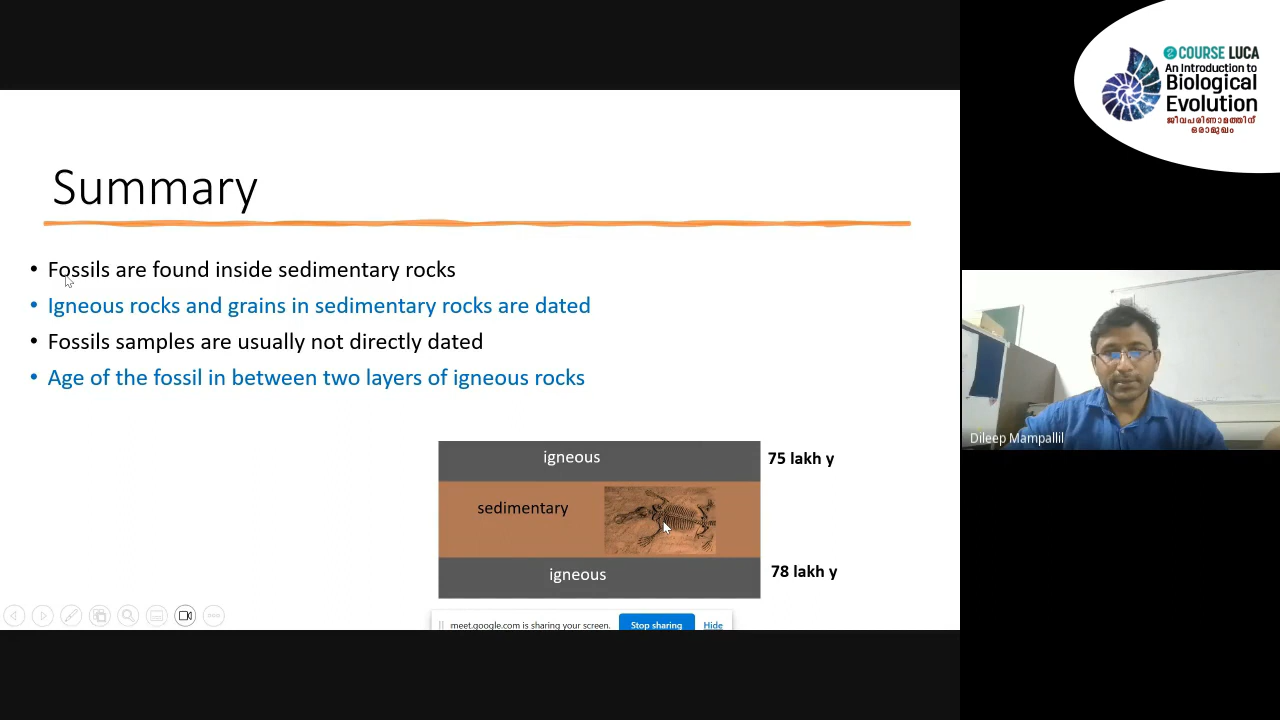 Summary
• Fossils are found inside sedimentary rocks
• Igneous rocks and grains in sedimentary rocks are dated
• Fossils samples are usually not directly dated
• Age of the fossil in between two layers of igneous rocks
igneous
75 lakh y
sedimentary
igneous
78 lakh y
meet.google.com is sharing your screen.
Stop sharing
Hide
COURSE LUCA
An Introduction to
Biological
Evolution
ജീവപരിണാമത്തിന്
ഒരാമുഖം
Dileep Mampallil